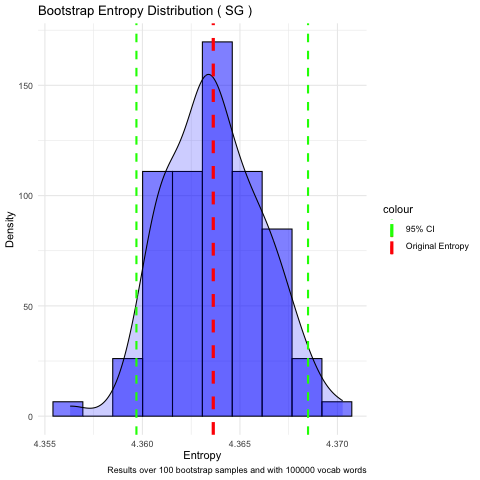 Bootstrap Entropy Distribution ( SG )
150
100
50
0
Density
4.355 4.360 4.365 4.370
Entropy
Results over 100 bootstrap samples and with 100000 vocab words
colour
95% CI
Original Entropy